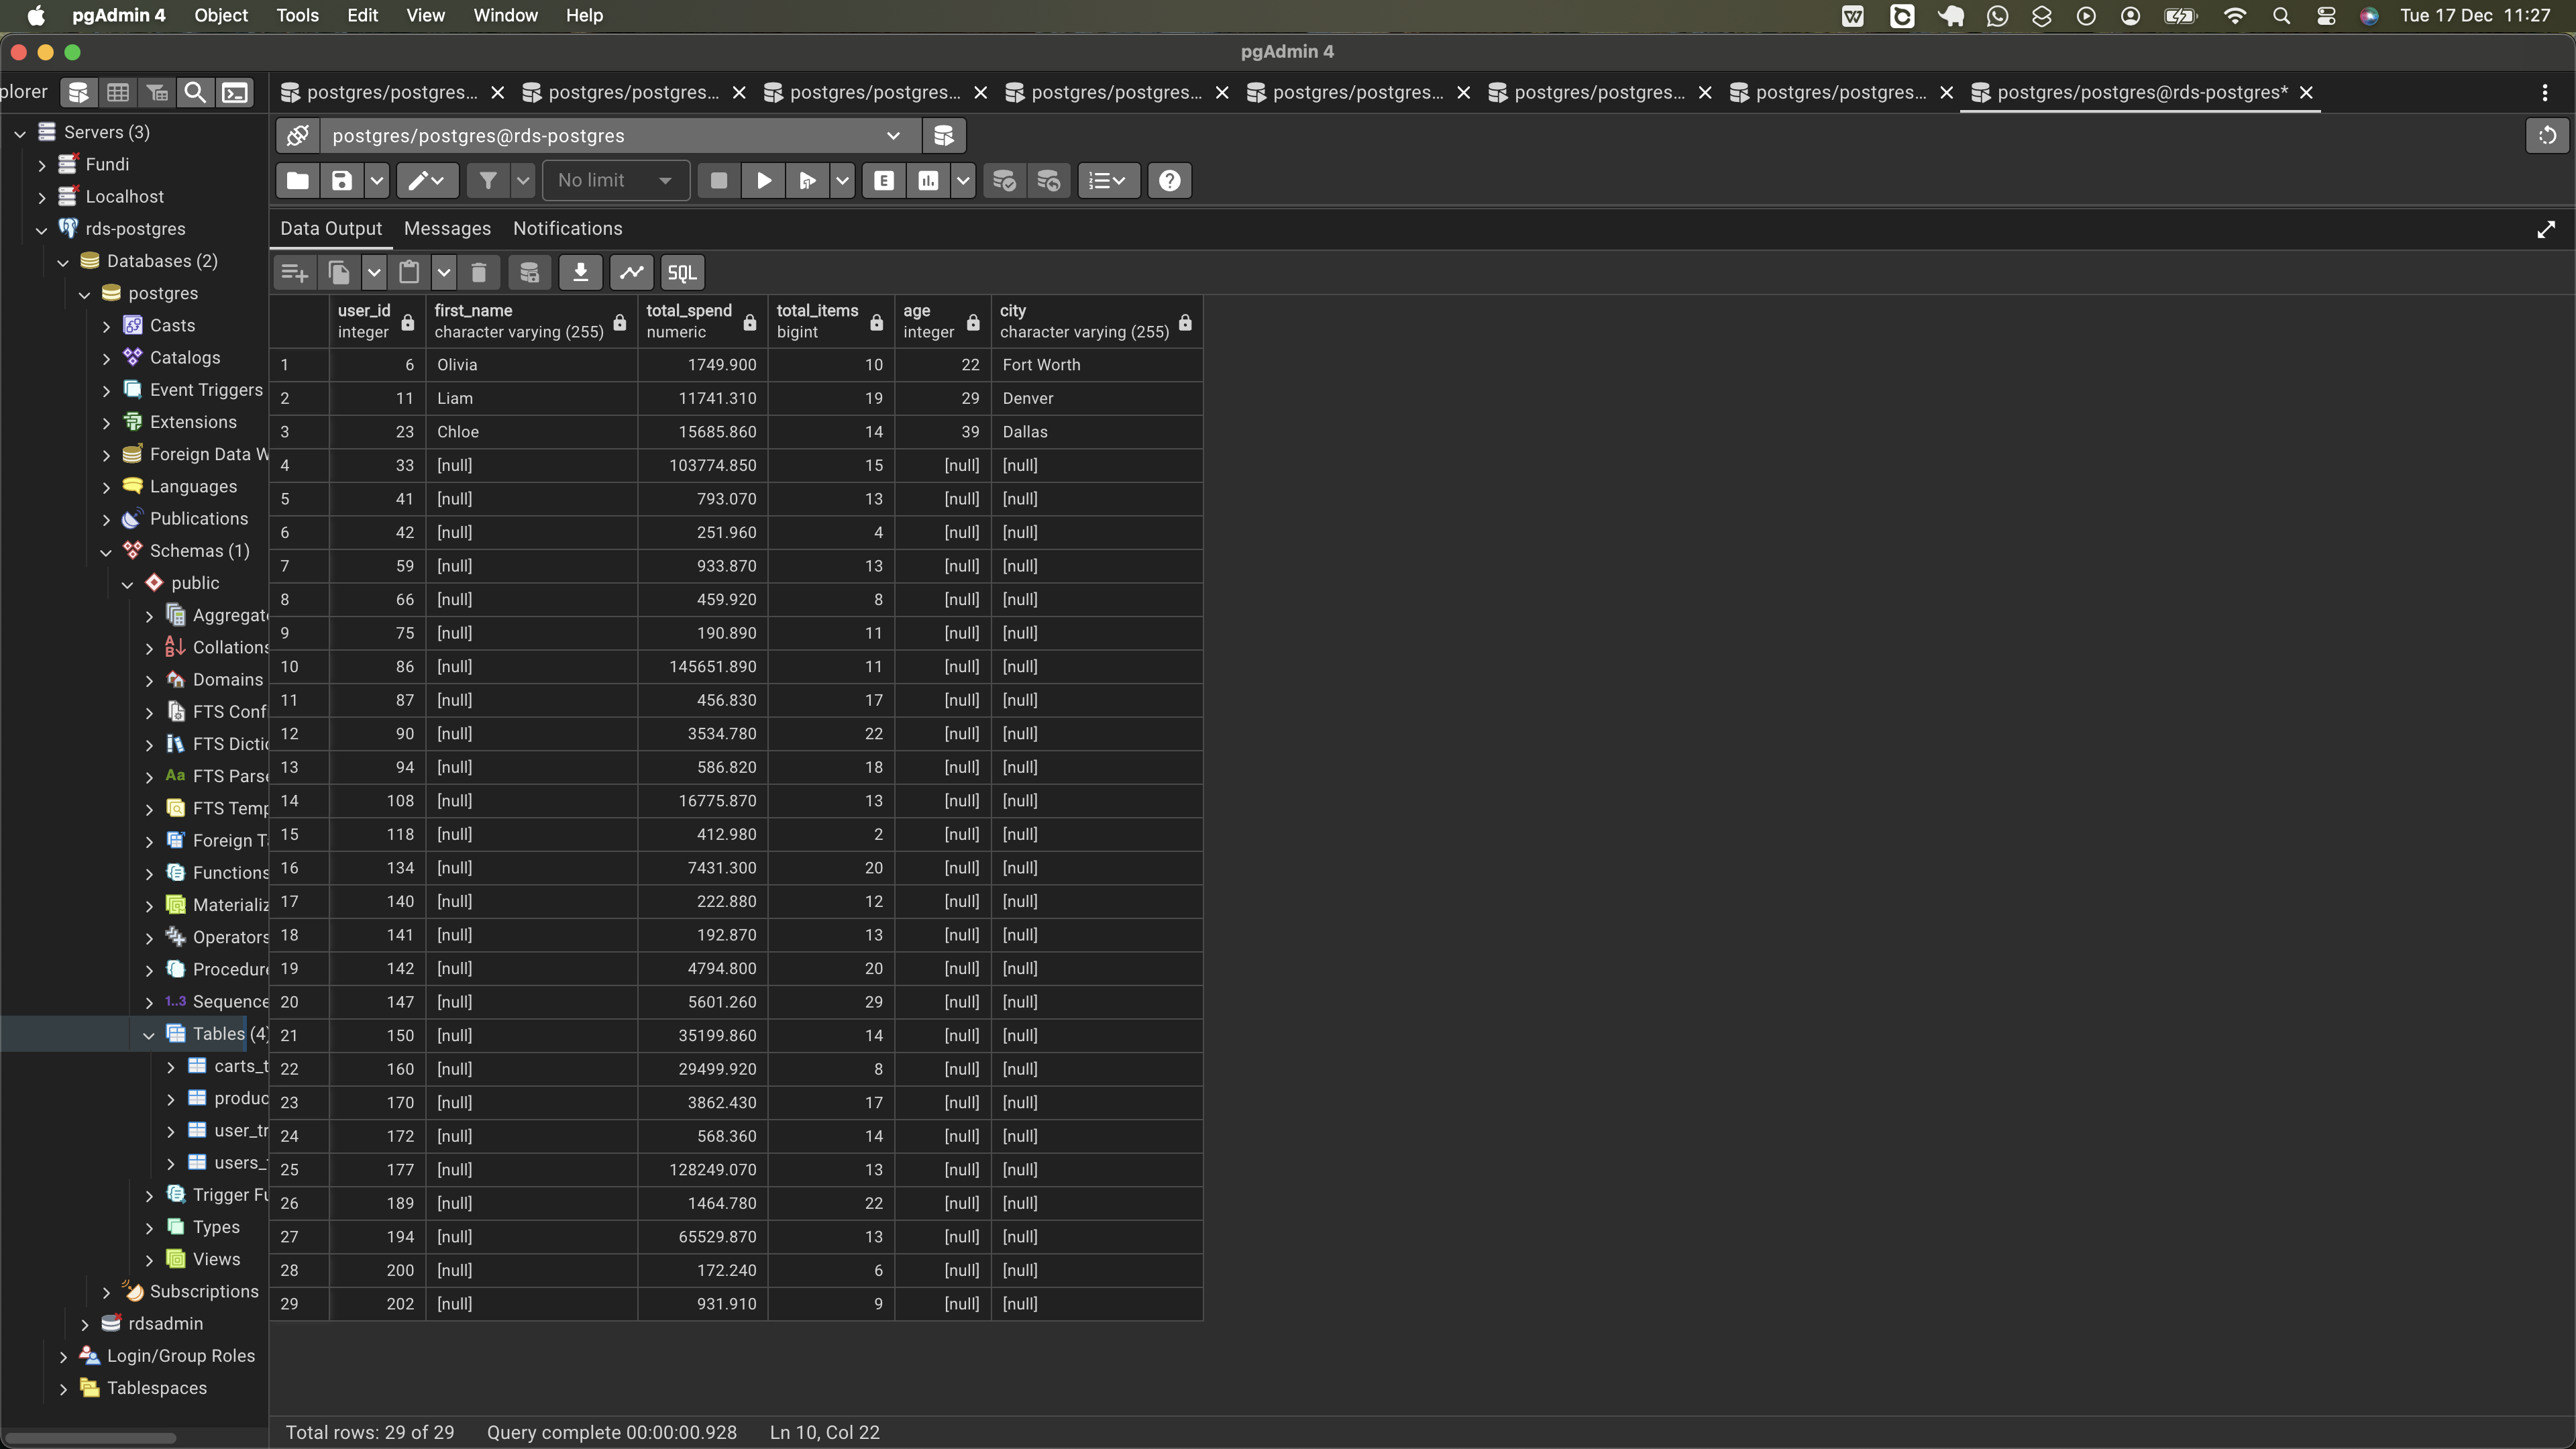 pgAdmin 4 Object Tools Edit View Window Help Tue 17 Dec 11:27
pgAdmin 4
plorer postgres/postgres... postgres/postgres... postgres/postgres... postgres/postgres... postgres/postgres... postgres/postgres... postgres/postgres... postgres/postgres@rds-postgres*
postgres/postgres@rds-postgres
No limit E
Data Output Messages Notifications
SQL
Servers (3)
Fundi
Localhost
rds-postgres
Databases (2)
postgres
Casts
Catalogs
Event Triggers
Extensions
Foreign Data W
Languages
Publications
Schemas (1)
public
Aggregat
Collations
Domains
FTS Conf
FTS Dictic
Aa FTS Parse
FTS Temp
Foreign T
Functions
Materializ
Operators
Procedure
1..3 Sequence
Tables (4)
carts_t
produc
user_tr
users_
Trigger Fu
Types
Views
Subscriptions
rdsadmin
Login/Group Roles
Tablespaces
user_id first_name total_spend total_items age city
integer character varying (255) numeric bigint integer character varying (255)
1 6 Olivia 1749.900 10 22 Fort Worth
2 11 Liam 11741.310 19 29 Denver
3 23 Chloe 15685.860 14 39 Dallas
4 33 [null] 103774.850 15 [null] [null]
5 41 [null] 793.070 13 [null] [null]
6 42 [null] 251.960 4 [null] [null]
7 59 [null] 933.870 13 [null] [null]
8 66 [null] 459.920 8 [null] [null]
9 75 [null] 190.890 11 [null] [null]
10 86 [null] 145651.890 11 [null] [null]
11 87 [null] 456.830 17 [null] [null]
12 90 [null] 3534.780 22 [null] [null]
13 94 [null] 586.820 18 [null] [null]
14 108 [null] 16775.870 13 [null] [null]
15 118 [null] 412.980 2 [null] [null]
16 134 [null] 7431.300 20 [null] [null]
17 140 [null] 222.880 12 [null] [null]
18 141 [null] 192.870 13 [null] [null]
19 142 [null] 4794.800 20 [null] [null]
20 147 [null] 5601.260 29 [null] [null]
21 150 [null] 35199.860 14 [null] [null]
22 160 [null] 29499.920 8 [null] [null]
23 170 [null] 3862.430 17 [null] [null]
24 172 [null] 568.360 14 [null] [null]
25 177 [null] 128249.070 13 [null] [null]
26 189 [null] 1464.780 22 [null] [null]
27 194 [null] 65529.870 13 [null] [null]
28 200 [null] 172.240 6 [null] [null]
29 202 [null] 931.910 9 [null] [null]
Total rows: 29 of 29 Query complete 00:00:00.928 Ln 10, Col 22